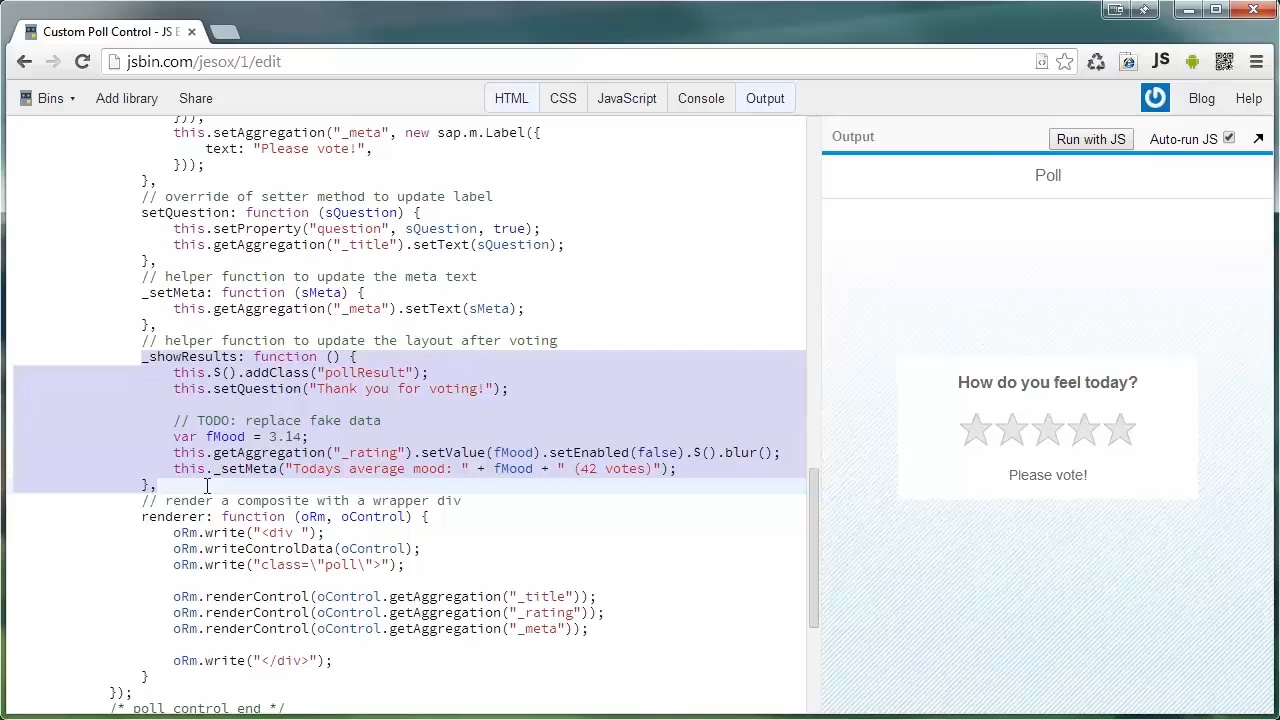 Custom Poll Control - JS E
jsbin.com/jesox/1/edit
JS
Bins
Add library
Share
HTML
CSS
JavaScript
Console
Output
Blog
Help
}));
this.setAggregation("_meta", new sap.m.Label({
text: "Please vote!",
}));
},
// override of setter method to update label
setQuestion: function (sQuestion) {
this.setProperty("question", sQuestion, true);
this.getAggregation("_title").setText(sQuestion);
},
// helper function to update the meta text
_setMeta: function (sMeta) {
this.getAggregation("_meta").setText(sMeta);
},
// helper function to update the layout after voting
_showResults: function () {
this.$().addClass("pollResult");
this.setQuestion("Thank you for voting!");
// TODO: replace fake data
var fMood = 3.14;
this.getAggregation("_rating").setValue(fMood).setEnabled(false).$().blur();
this._setMeta("Todays average mood: " + fMood + " (42 votes)");
},
// render a composite with a wrapper div
renderer: function (oRm, oControl) {
oRm.write("<div ");
oRm.writeControlData(oControl);
oRm.write("class=\"poll\">");
oRm.renderControl(oControl.getAggregation("_title"));
oRm.renderControl(oControl.getAggregation("_rating"));
oRm.renderControl(oControl.getAggregation("_meta"));
oRm.write("</div>");
}
});
/* poll control end */
Output
Run with JS
Auto-run JS
Poll
How do you feel today?
Please vote!